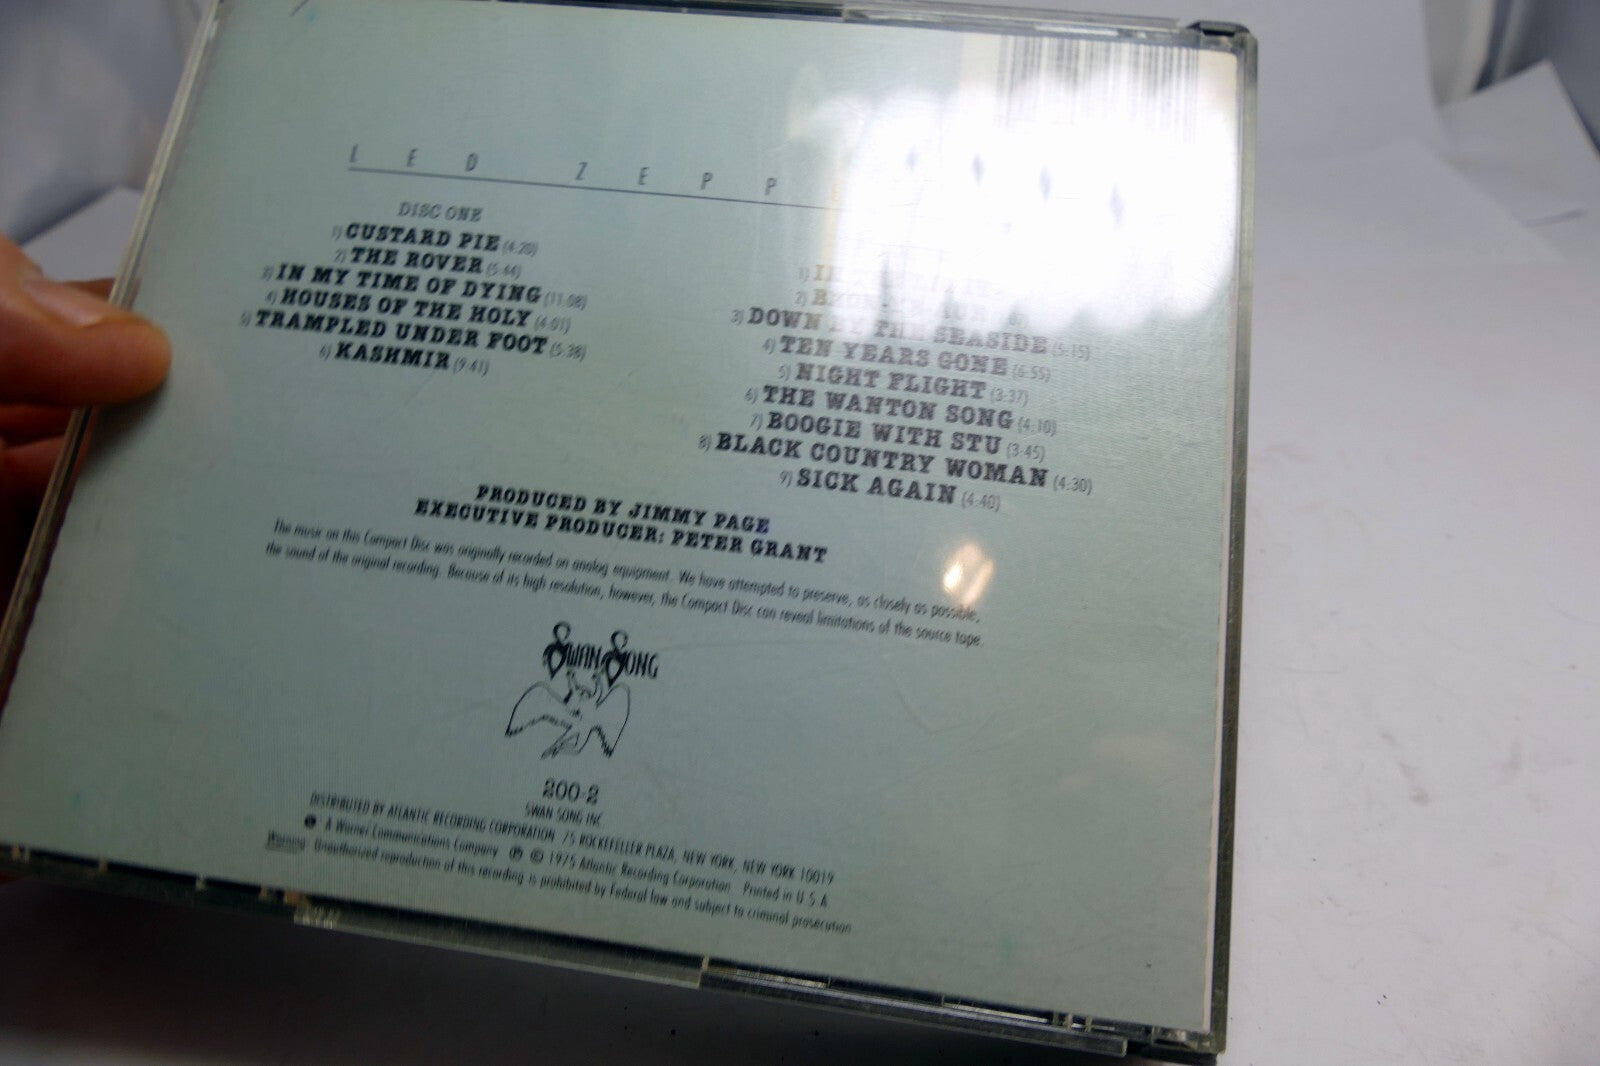 LED ZEPP
DISC ONE
1) CUSTARD PIE (4:20)
2) THE ROVER (5:44)
3) IN MY TIME OF DYING (11:08)
4) HOUSES OF THE HOLY (4:01)
5) TRAMPLED UNDER FOOT (5:38)
6) KASHMIR (9:41)
1) IN
2)
3) DOWN BY THE SEASIDE (5:15)
4) TEN YEARS GONE (6:55)
5) NIGHT FLIGHT (3:37)
6) THE WANTON SONG (4:10)
7) BOOGIE WITH STU (3:45)
8) BLACK COUNTRY WOMAN (4:30)
9) SICK AGAIN (4:40)
PRODUCED BY JIMMY PAGE
EXECUTIVE PRODUCER: PETER GRANT
The music on this Compact Disc was originally recorded on analog equipment. We have attempted to preserve, as closely as possible,
the sound of the original recording. Because of its high resolution, however, the Compact Disc can reveal limitations of the source tape.
SWAN SONG
200-2
SWAN SONG INC
DISTRIBUTED BY ATLANTIC RECORDING CORPORATION 75 ROCKEFELLER PLAZA, NEW YORK, NEW YORK 10019
A Warner Communications Company ℗ © 1975 Atlantic Recording Corporation Printed in U.S.A.
Warning: Unauthorized reproduction of this recording is prohibited by Federal law and subject to criminal prosecution